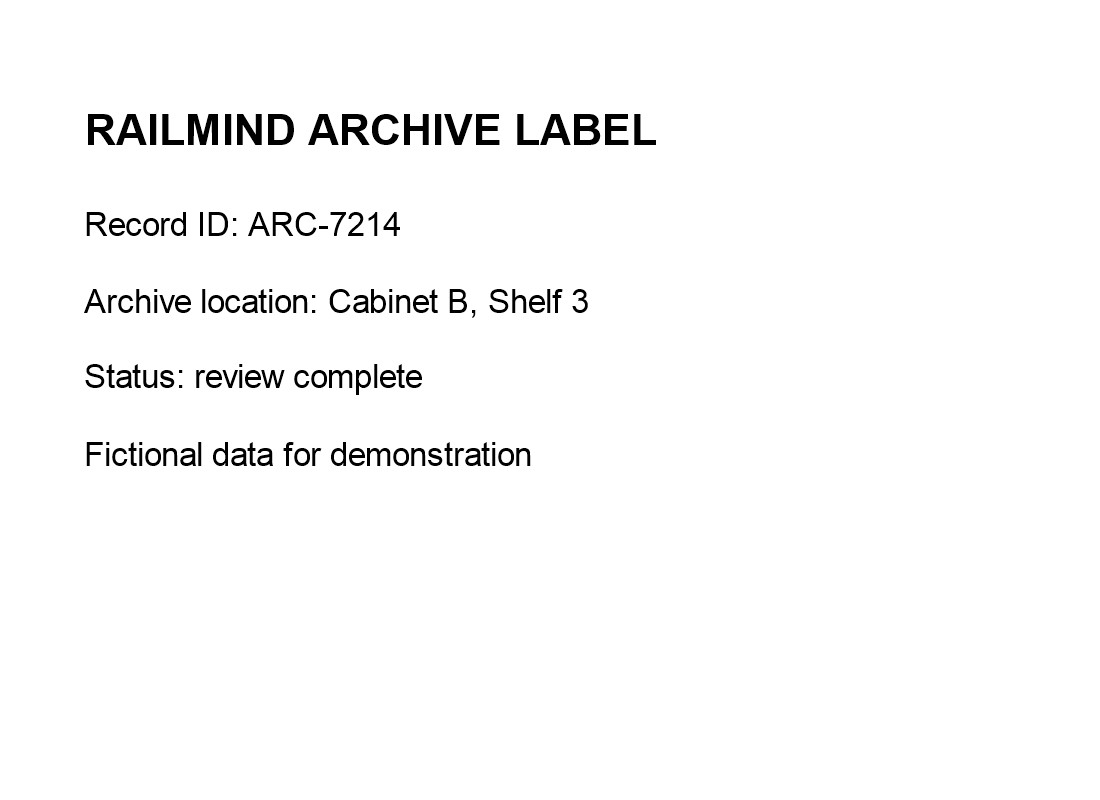 RAILMIND ARCHIVE LABEL
Record ID: ARC-7214
Archive location: Cabinet B, Shelf 3
Status: review complete
Fictional data for demonstration